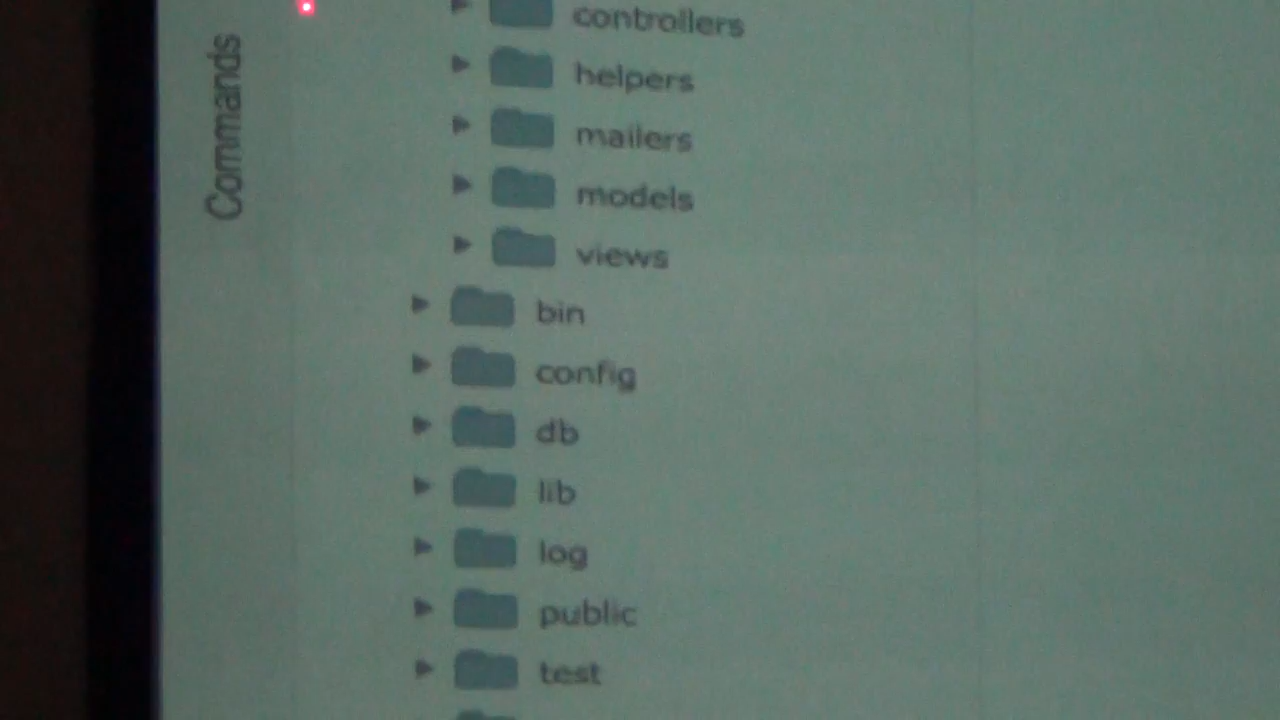 Commands
controllers
helpers
mailers
models
views
bin
config
db
lib
log
public
test